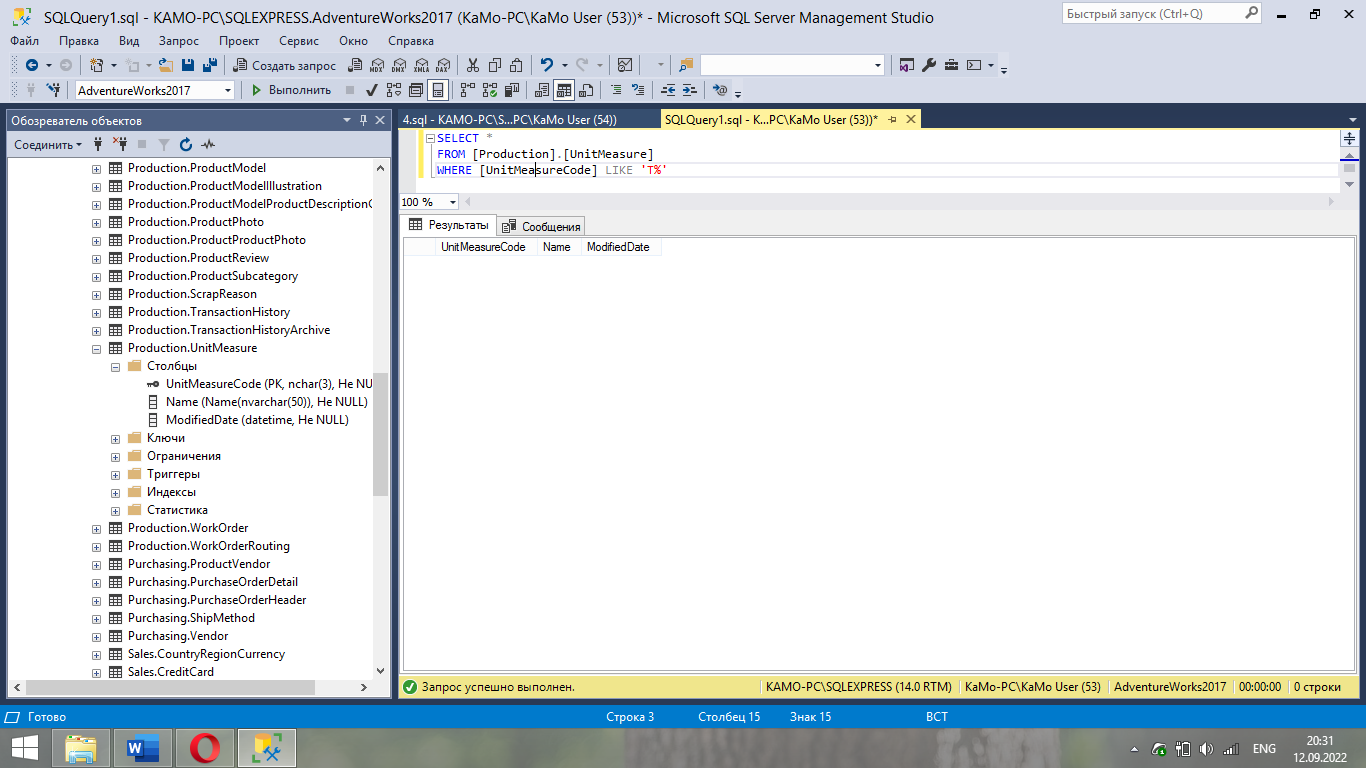 SQLQuery1.sql - KAMO-PC\SQLEXPRESS.AdventureWorks2017 (KaMo-PC\KaMo User (53))* - Microsoft SQL Server Management Studio
Быстрый запуск (Ctrl+Q)
Файл Правка Вид Запрос Проект Сервис Окно Справка
Создать запрос MDX DMX XMLA DAX
AdventureWorks2017 Выполнить
Обозреватель объектов
4.sql - KAMO-PC\S...PC\KaMo User (54))
SQLQuery1.sql - K...PC\KaMo User (53))*
Соединить
Production.ProductModel
Production.ProductModelIllustration
Production.ProductModelProductDescriptionC
Production.ProductPhoto
Production.ProductProductPhoto
Production.ProductReview
Production.ProductSubcategory
Production.ScrapReason
Production.TransactionHistory
Production.TransactionHistoryArchive
Production.UnitMeasure
Столбцы
UnitMeasureCode (PK, nchar(3), Не NU
Name (Name(nvarchar(50)), Не NULL)
ModifiedDate (datetime, Не NULL)
Ключи
Ограничения
Триггеры
Индексы
Статистика
Production.WorkOrder
Production.WorkOrderRouting
Purchasing.ProductVendor
Purchasing.PurchaseOrderDetail
Purchasing.PurchaseOrderHeader
Purchasing.ShipMethod
Purchasing.Vendor
Sales.CountryRegionCurrency
Sales.CreditCard
SELECT *
FROM [Production].[UnitMeasure]
WHERE [UnitMeasureCode] LIKE 'T%'
100 %
Результаты Сообщения
UnitMeasureCode Name ModifiedDate
Запрос успешно выполнен. KAMO-PC\SQLEXPRESS (14.0 RTM) KaMo-PC\KaMo User (53) AdventureWorks2017 00:00:00 0 строки
Готово Строка 3 Столбец 15 Знак 15 ВСТ
ENG
20:31
12.09.2022